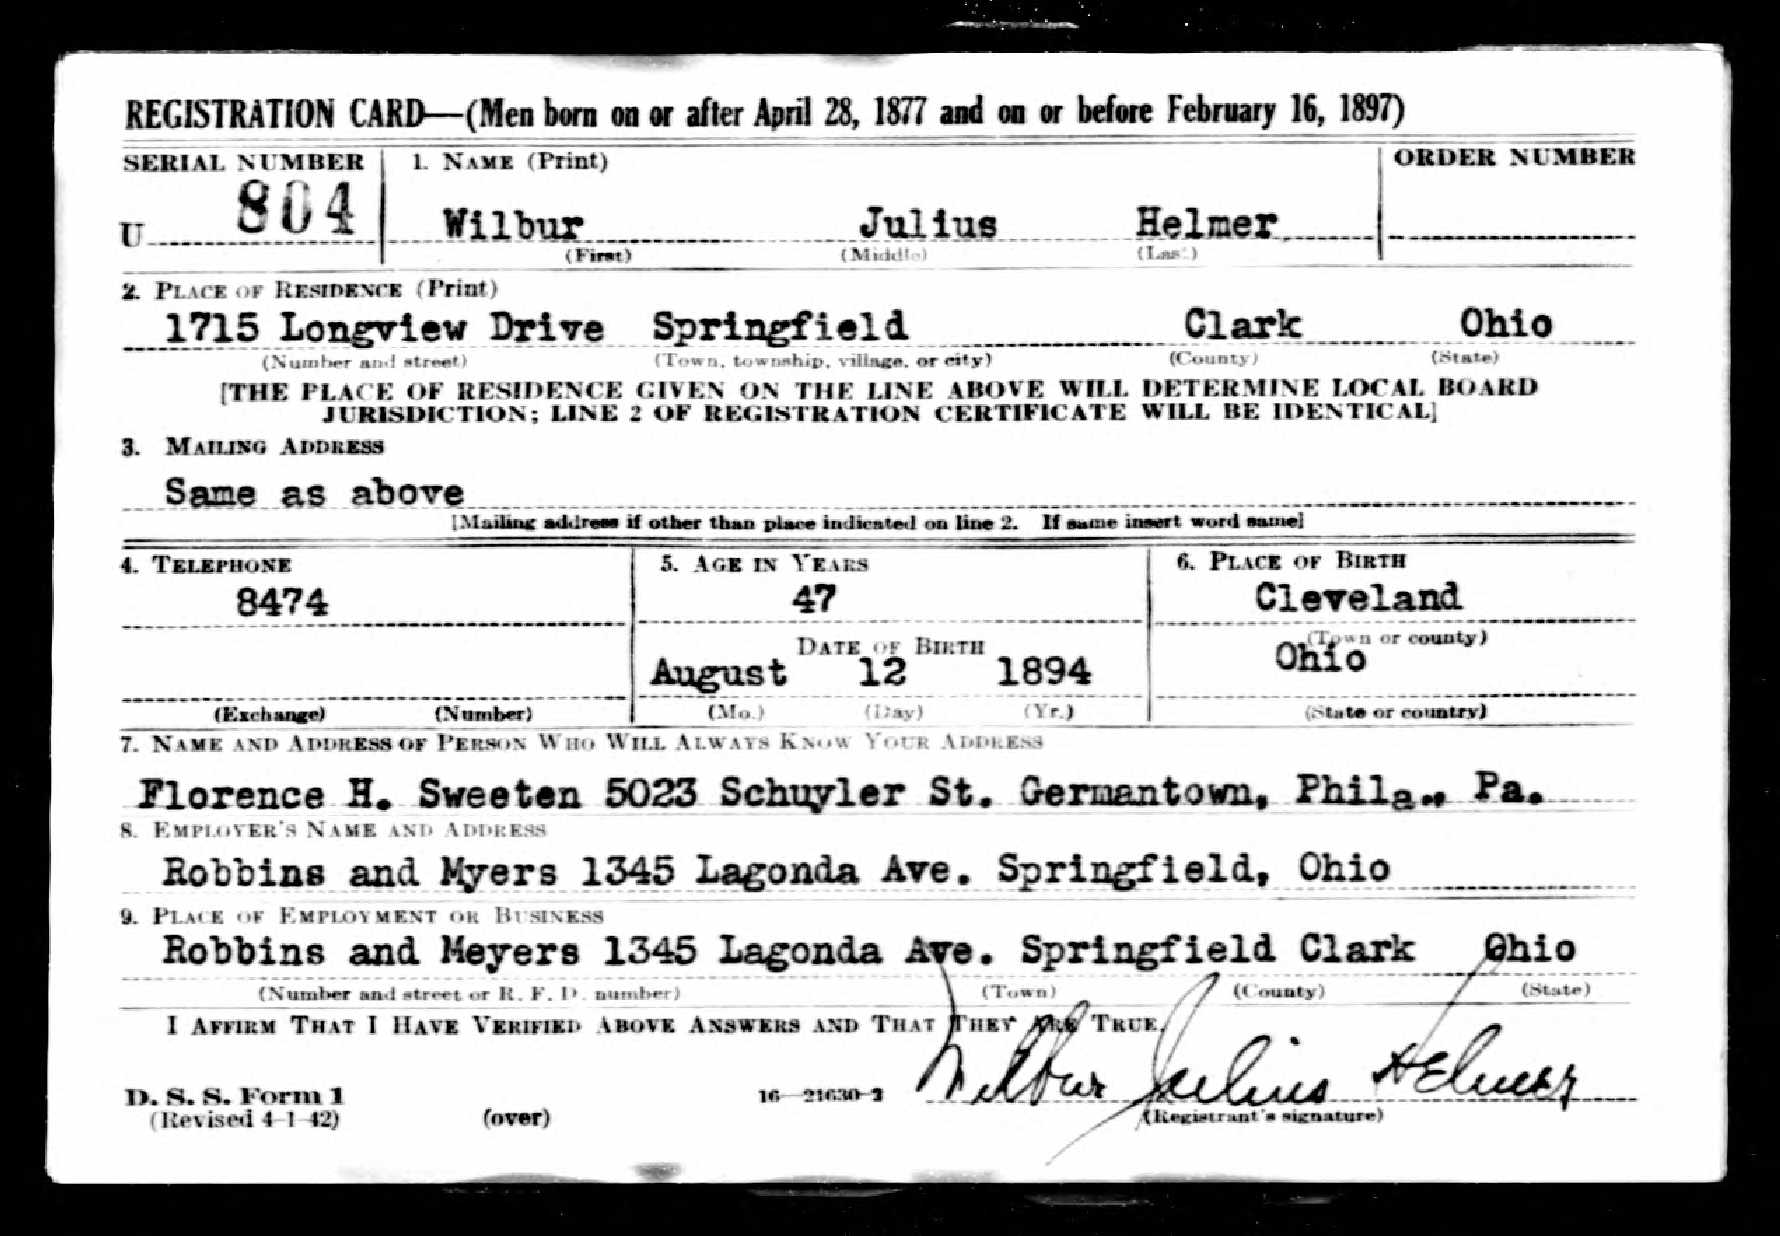 REGISTRATION CARD—(Men born on or after April 28, 1877 and on or before February 16, 1897)
SERIAL NUMBER 1. NAME (Print) ORDER NUMBER
U 804 Wilbur Julius Helmer
(First) (Middle) (Last)
2. PLACE OF RESIDENCE (Print)
1715 Longview Drive Springfield Clark Ohio
(Number and street) (Town, township, village, or city) (County) (State)
[THE PLACE OF RESIDENCE GIVEN ON THE LINE ABOVE WILL DETERMINE LOCAL BOARD
JURISDICTION; LINE 2 OF REGISTRATION CERTIFICATE WILL BE IDENTICAL]
3. MAILING ADDRESS
Same as above
[Mailing address if other than place indicated on line 2. If same insert word same]
4. TELEPHONE 5. AGE IN YEARS 6. PLACE OF BIRTH
8474 47 Cleveland
DATE OF BIRTH (Town or county)
August 12 1894 Ohio
(Exchange) (Number) (Mo.) (Day) (Yr.) (State or country)
7. NAME AND ADDRESS OF PERSON WHO WILL ALWAYS KNOW YOUR ADDRESS
Florence H. Sweeten 5023 Schuyler St. Germantown, Phila., Pa.
8. EMPLOYER'S NAME AND ADDRESS
Robbins and Myers 1345 Lagonda Ave. Springfield, Ohio
9. PLACE OF EMPLOYMENT OR BUSINESS
Robbins and Meyers 1345 Lagonda Ave. Springfield Clark Ohio
(Number and street or R. F. D. number) (Town) (County) (State)
I AFFIRM THAT I HAVE VERIFIED ABOVE ANSWERS AND THAT THEY ARE TRUE.
Wilbur Julius Helmer
D. S. S. Form 1 16—21630-2
(Revised 4-1-42) (over) (Registrant's signature)